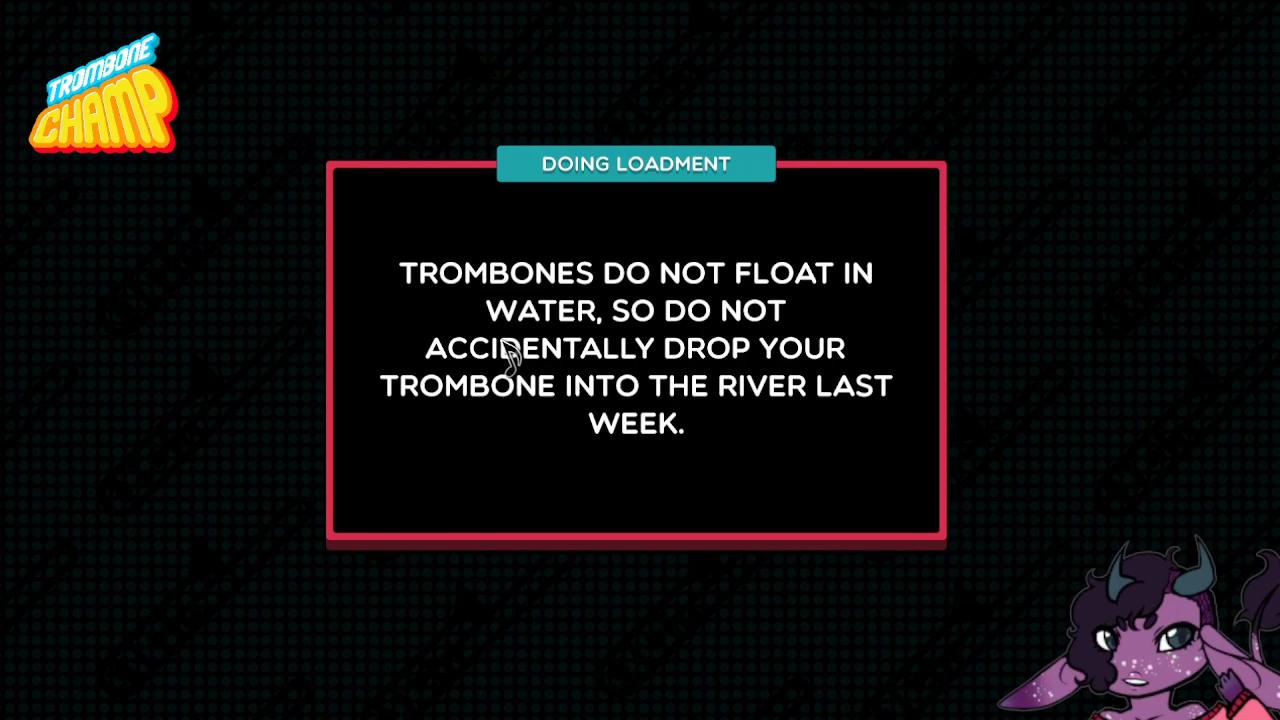 TROMBONE
CHAMP
DOING LOADMENT
TROMBONES DO NOT FLOAT IN
WATER, SO DO NOT
ACCIDENTALLY DROP YOUR
TROMBONE INTO THE RIVER LAST
WEEK.